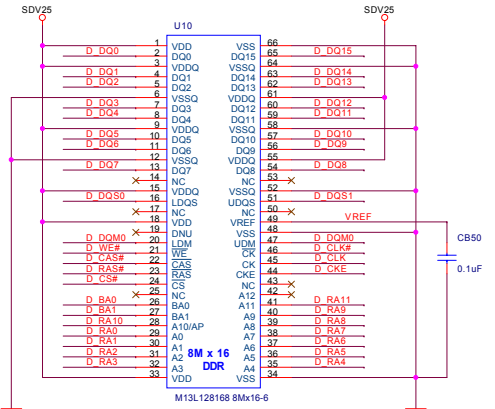 SDV25 SDV25
U10
1 VDD VSS 66
D_DQ0 2 DQ0 DQ15 65 D_DQ15
3 VDDQ VSSQ 64
D_DQ1 4 DQ1 DQ14 63 D_DQ14
D_DQ2 5 DQ2 DQ13 62 D_DQ13
6 VSSQ VDDQ 61
D_DQ3 7 DQ3 DQ12 60 D_DQ12
D_DQ4 8 DQ4 DQ11 59 D_DQ11
9 VDDQ VSSQ 58
D_DQ5 10 DQ5 DQ10 57 D_DQ10
D_DQ6 11 DQ6 DQ9 56 D_DQ9
12 VSSQ VDDQ 55
D_DQ7 13 DQ7 DQ8 54 D_DQ8
14 NC NC 53
15 VDDQ VSSQ 52
D_DQS0 16 LDQS UDQS 51 D_DQS1
17 NC NC 50
18 VDD VREF 49 VREF
19 DNU VSS 48
D_DQM0 20 LDM UDM 47 D_DQM0
D_WE# 21 WE CK 46 D_CLK#
D_CAS# 22 CAS CK 45 D_CLK
D_RAS# 23 RAS CKE 44 D_CKE
D_CS# 24 CS NC 43
25 NC A12 42
D_BA0 26 BA0 A11 41 D_RA11
D_BA1 27 BA1 A9 40 D_RA9
D_RA10 28 A10/AP A8 39 D_RA8
D_RA0 29 A0 A7 38 D_RA7
D_RA1 30 A1 A6 37 D_RA6
D_RA2 31 A2 A5 36 D_RA5
D_RA3 32 A3 A4 35 D_RA4
33 VDD VSS 34
8M x 16
DDR
CB50
0.1uF
M13L128168 8Mx16-6